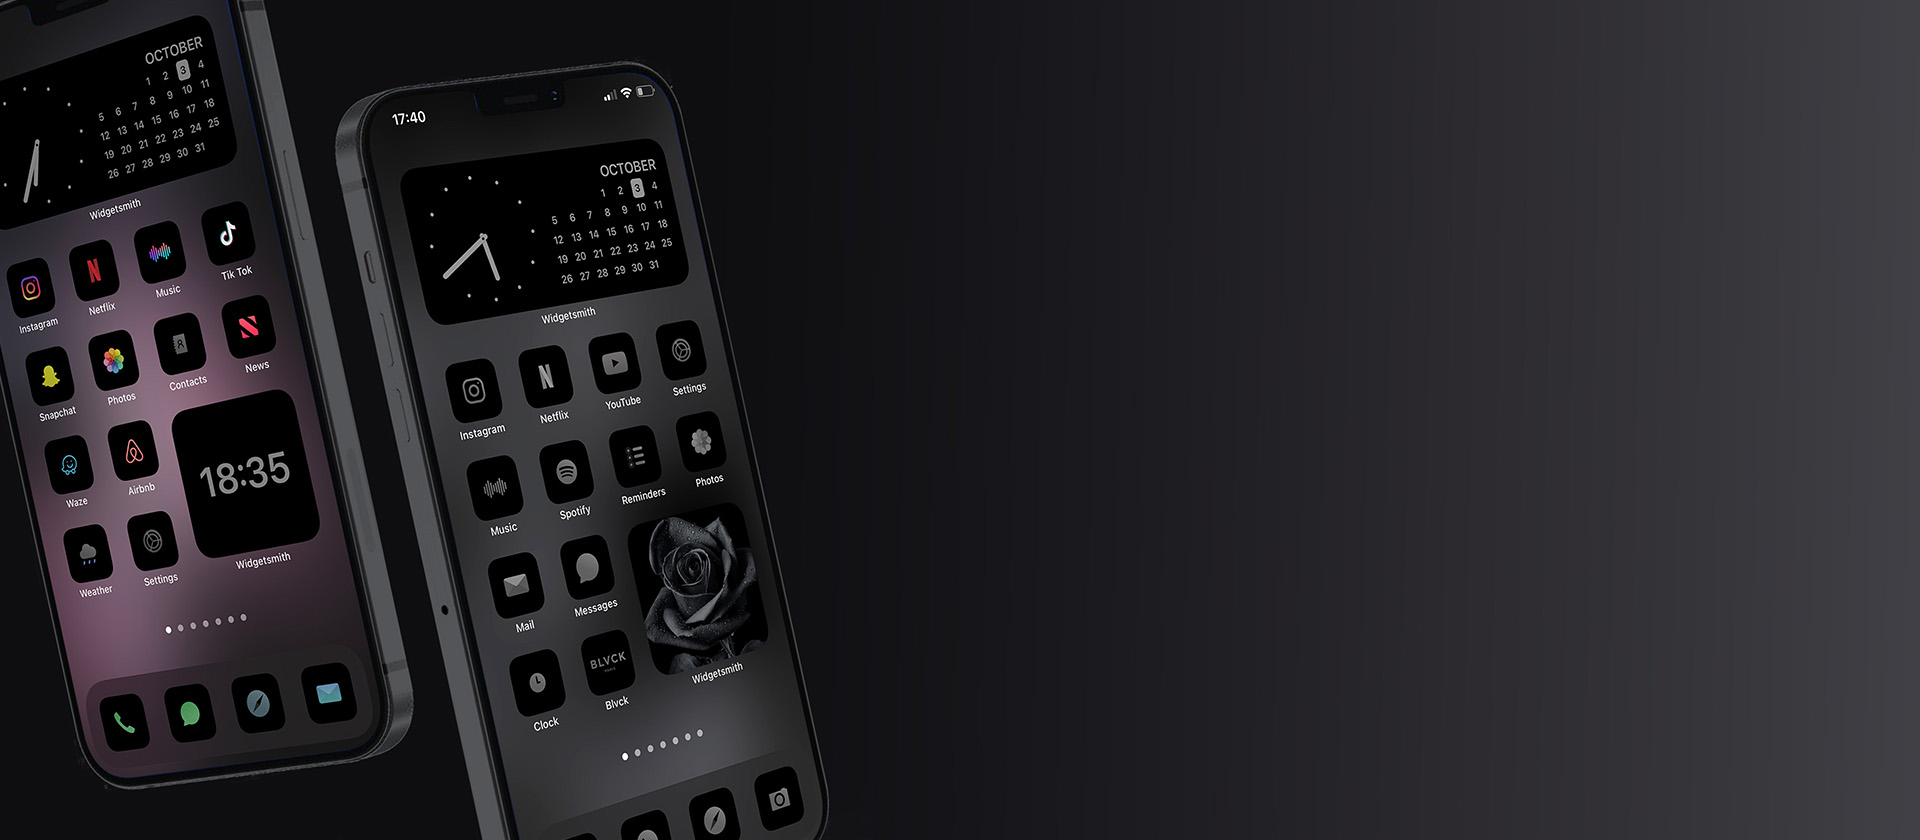 OCTOBER
1 2 3 4
5 6 7 8 9 10 11
12 13 14 15 16 17 18
19 20 21 22 23 24 25
26 27 28 29 30 31
Widgetsmith
Instagram Netflix Music Tik Tok
Snapchat Photos Contacts News
Waze Airbnb
18:35
Weather Settings Widgetsmith
17:40
OCTOBER
1 2 3 4
5 6 7 8 9 10 11
12 13 14 15 16 17 18
19 20 21 22 23 24 25
26 27 28 29 30 31
Widgetsmith
N
Instagram Netflix YouTube Settings
Music Spotify Reminders Photos
Mail Messages
BLVCK
Clock Blvck Widgetsmith